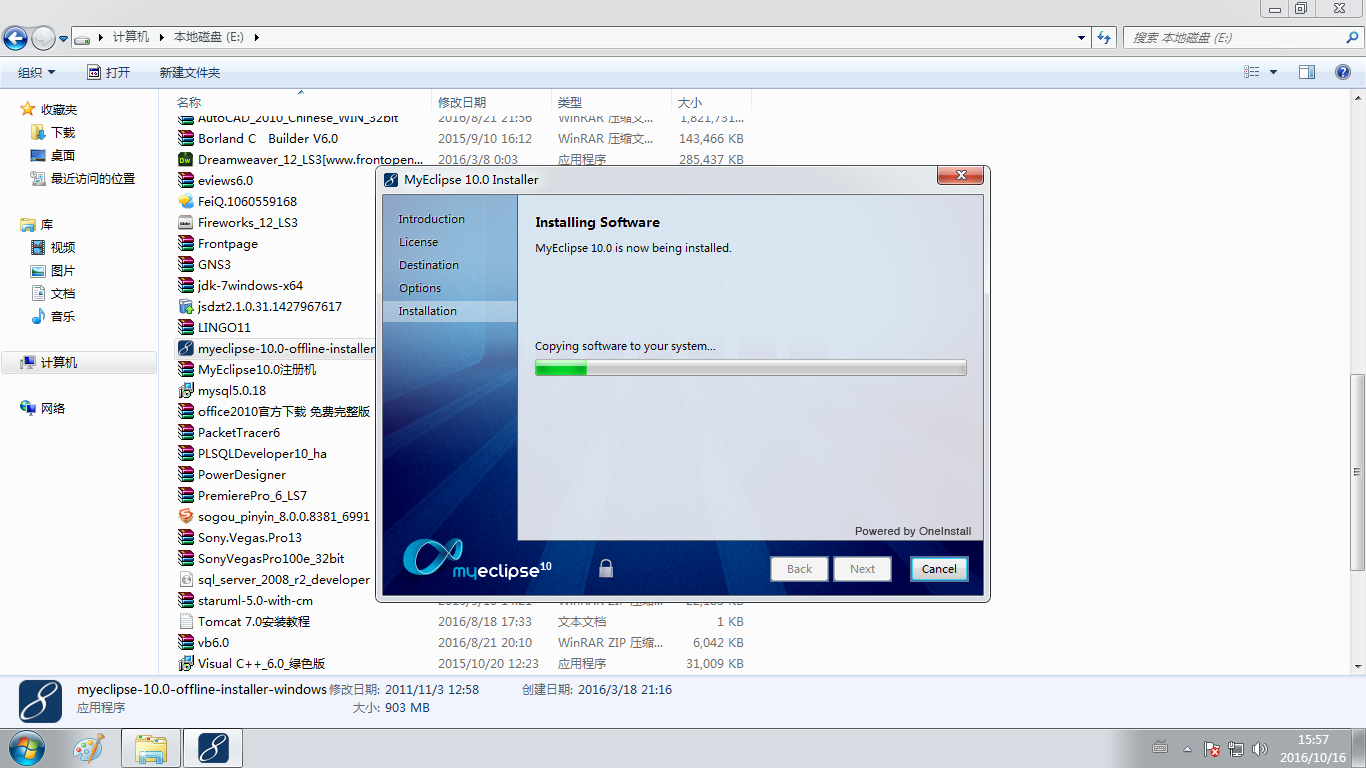 计算机 本地磁盘 (E:)
搜索 本地磁盘 (E:)
组织 打开 新建文件夹
收藏夹
下载
桌面
最近访问的位置
库
视频
图片
文档
音乐
计算机
网络
名称 修改日期 类型 大小
AutoCAD_2010_Chinese_WIN_32bit 2016/8/21 21:56 WinRAR 压缩文... 1,821,731...
Borland C Builder V6.0 2015/9/10 16:12 WinRAR 压缩文... 143,466 KB
Dreamweaver_12_LS3[www.frontopen... 2016/3/8 0:03 应用程序 285,437 KB
eviews6.0
FeiQ.1060559168
Fireworks_12_LS3
Frontpage
GNS3
jdk-7windows-x64
jsdzt2.1.0.31.1427967617
LINGO11
myeclipse-10.0-offline-installer
MyEclipse10.0注册机
mysql5.0.18
office2010官方下载 免费完整版
PacketTracer6
PLSQLDeveloper10_ha
PowerDesigner
PremierePro_6_LS7
sogou_pinyin_8.0.0.8381_6991
Sony.Vegas.Pro13
SonyVegasPro100e_32bit
sql_server_2008_r2_developer
staruml-5.0-with-cm
Tomcat 7.0安装教程 2016/8/18 17:33 文本文档 1 KB
vb6.0 2016/8/21 20:10 WinRAR ZIP 压缩... 6,042 KB
Visual C++_6.0_绿色版 2015/10/20 12:23 应用程序 31,009 KB
MyEclipse 10.0 Installer
Introduction
License
Destination
Options
Installation
Installing Software
MyEclipse 10.0 is now being installed.
Copying software to your system...
Powered by OneInstall
myeclipse10
Back Next Cancel
myeclipse-10.0-offline-installer-windows 修改日期: 2011/11/3 12:58 创建日期: 2016/3/18 21:16
应用程序 大小: 903 MB
15:57
2016/10/16